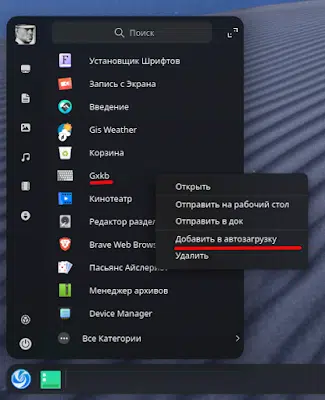 Поиск
Установщик Шрифтов
Запись с Экрана
Введение
Gis Weather
Корзина
Gxkb
Кинотеатр
Редактор раздел
Brave Web Brows
Пасьянс Айслери
Менеджер архивов
Device Manager
Все Категории
Открыть
Отправить на рабочий стол
Отправить в док
Добавить в автозагрузку
Удалить